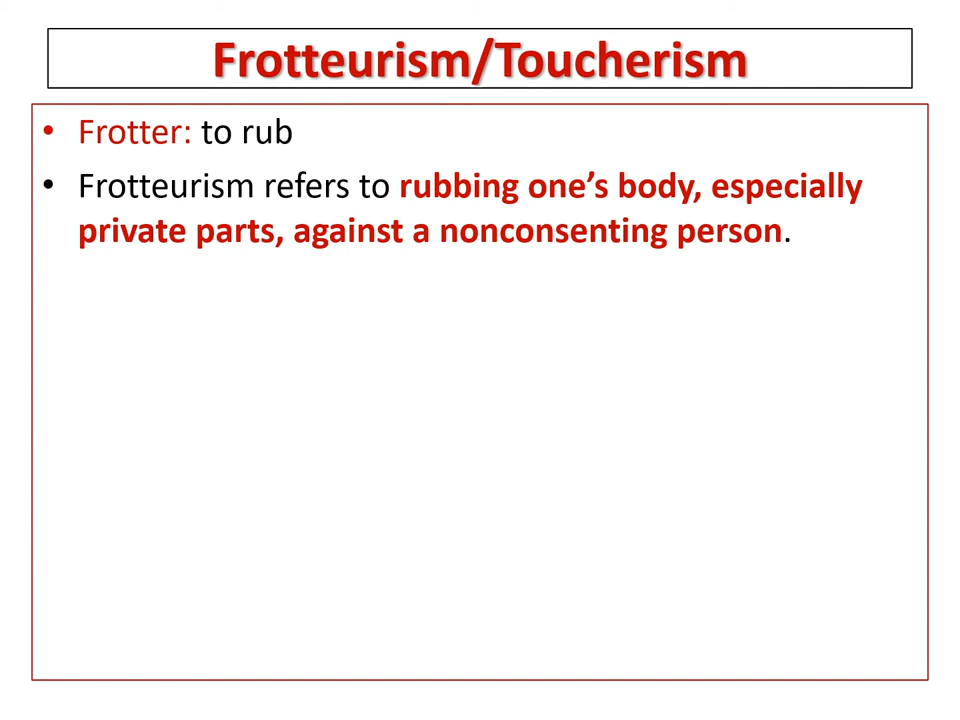 Frotteurism/Toucherism
• Frotter: to rub
• Frotteurism refers to rubbing one’s body, especially
private parts, against a nonconsenting person.